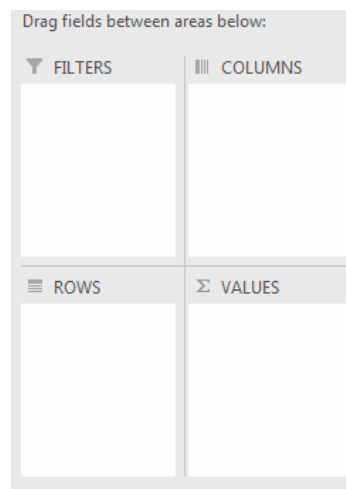 Drag fields between areas below:
FILTERS
COLUMNS
ROWS
Σ VALUES